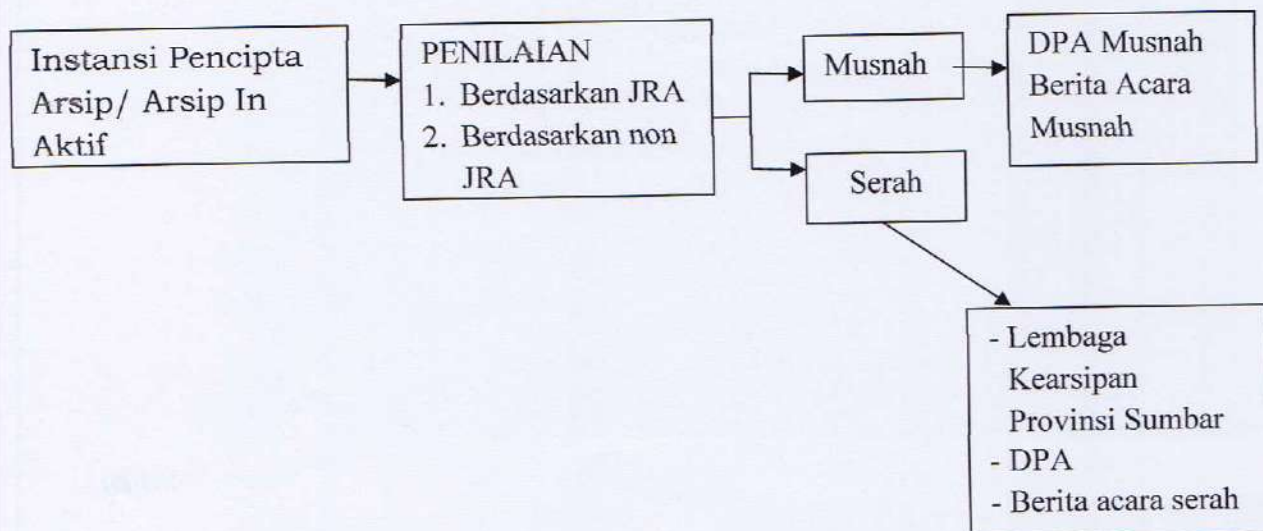 Instansi Pencipta
Arsip/ Arsip In
Aktif
PENILAIAN
1. Berdasarkan JRA
2. Berdasarkan non
JRA
Musnah
Serah
DPA Musnah
Berita Acara
Musnah
- Lembaga
Kearsipan
Provinsi Sumbar
- DPA
- Berita acara serah